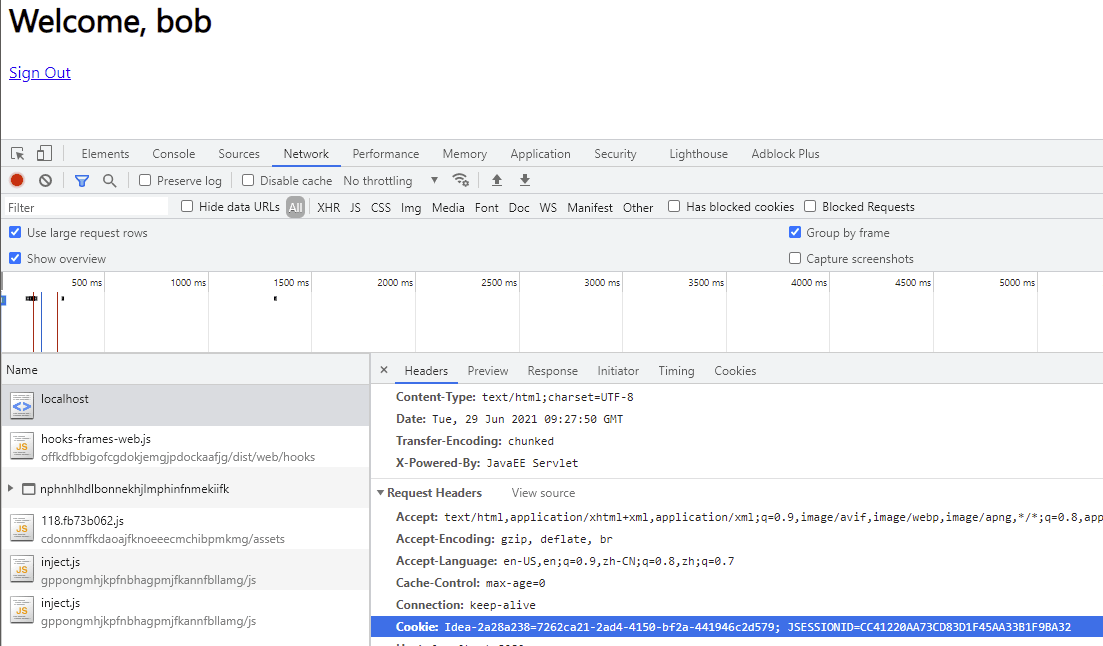 Welcome, bob
Sign Out
Elements Console Sources Network Performance Memory Application Security Lighthouse Adblock Plus
Preserve log Disable cache No throttling
Filter Hide data URLs All XHR JS CSS Img Media Font Doc WS Manifest Other Has blocked cookies Blocked Requests
Use large request rows Group by frame
Show overview Capture screenshots
500 ms 1000 ms 1500 ms 2000 ms 2500 ms 3000 ms 3500 ms 4000 ms 4500 ms 5000 ms
Name
localhost
hooks-frames-web.js
offkdfbbigofcgdokjemgjpdockaafjg/dist/web/hooks
nphnhlhdlbonnekhjlmphinfnmekiifk
118.fb73b062.js
cdonnmffkdaoajfknoeeecmchibpmkmg/assets
inject.js
gppongmhjkpfnbhagpmjfkannfbllamg/js
inject.js
gppongmhjkpfnbhagpmjfkannfbllamg/js
× Headers Preview Response Initiator Timing Cookies
Content-Type: text/html;charset=UTF-8
Date: Tue, 29 Jun 2021 09:27:50 GMT
Transfer-Encoding: chunked
X-Powered-By: JavaEE Servlet
Request Headers View source
Accept: text/html,application/xhtml+xml,application/xml;q=0.9,image/avif,image/webp,image/apng,*/*;q=0.8,app
Accept-Encoding: gzip, deflate, br
Accept-Language: en-US,en;q=0.9,zh-CN;q=0.8,zh;q=0.7
Cache-Control: max-age=0
Connection: keep-alive
Cookie: Idea-2a28a238=7262ca21-2ad4-4150-bf2a-441946c2d579; JSESSIONID=CC41220AA73CD83D1F45AA33B1F9BA32